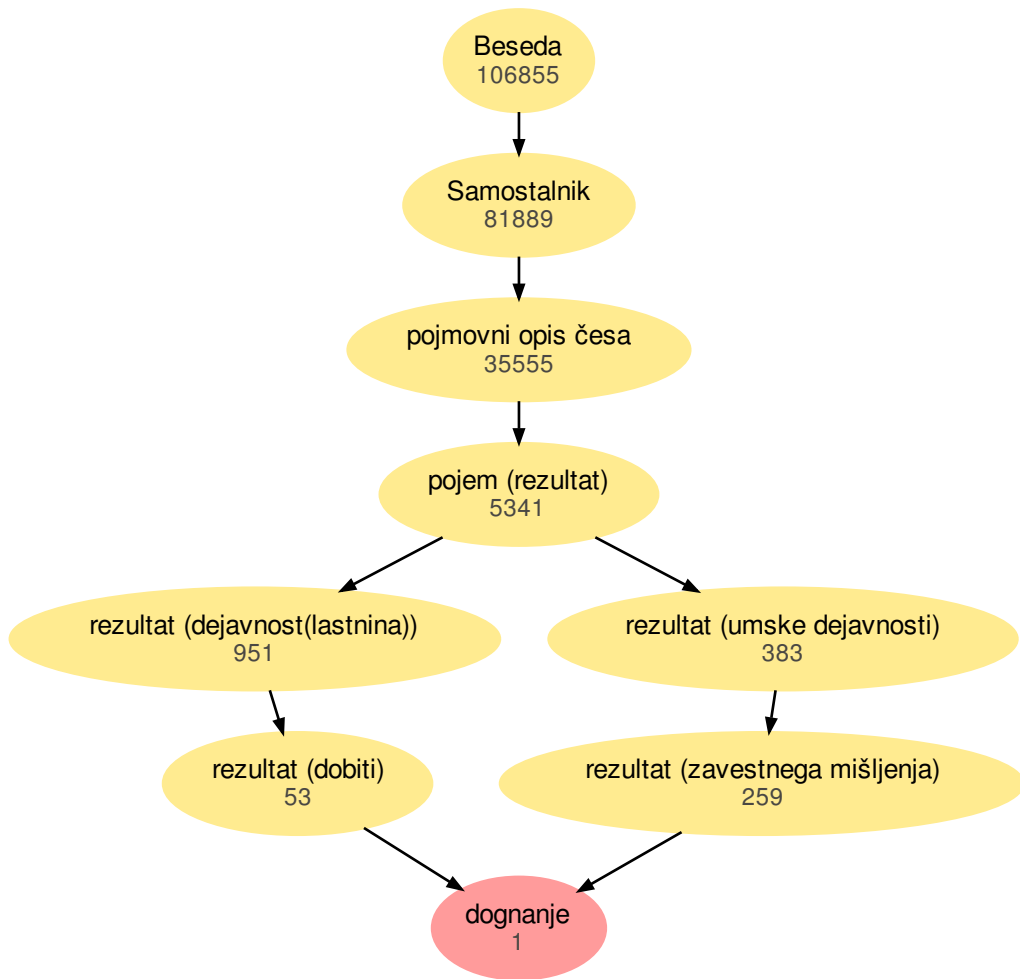 Beseda
106855
Samostalnik
81889
pojmovni opis česa
35555
pojem (rezultat)
5341
rezultat (dejavnost(lastnina))
951
rezultat (umske dejavnosti)
383
rezultat (dobiti)
53
rezultat (zavestnega mišljenja)
259
dognanje
1